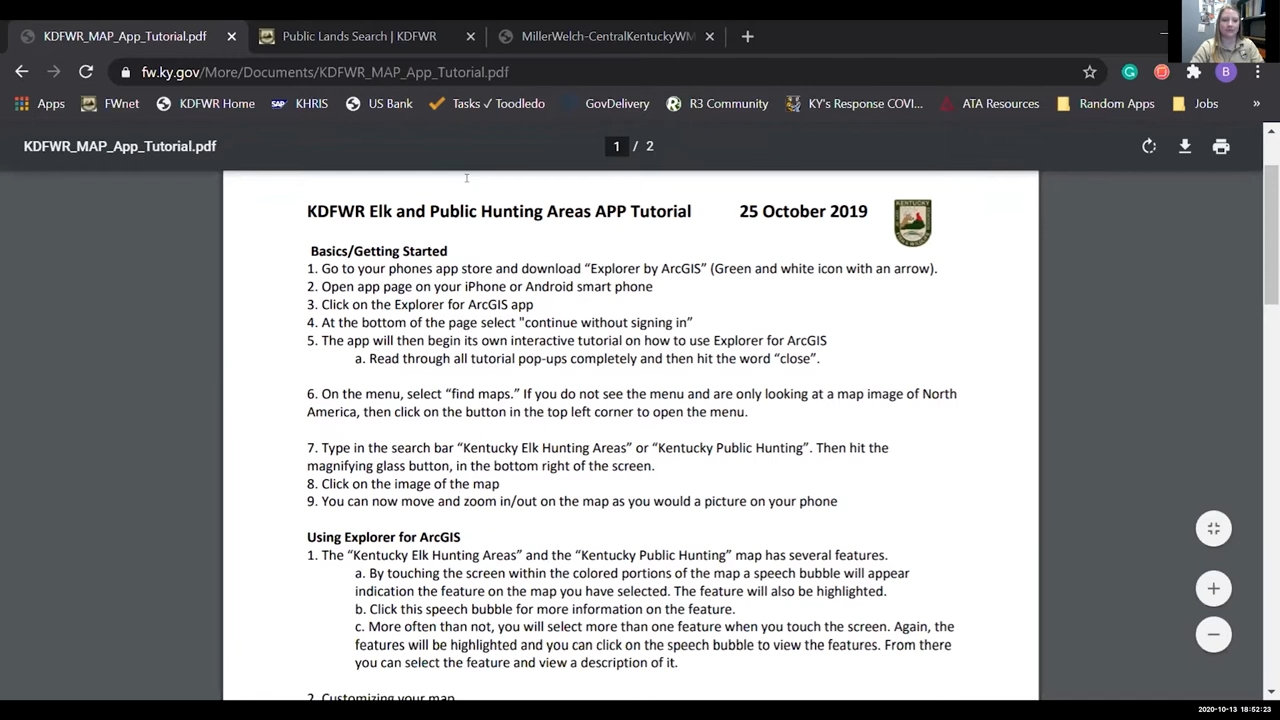 KDFWR_MAP_App_Tutorial.pdf
Public Lands Search | KDFWR
MillerWelch-CentralKentuckyWM
fw.ky.gov/More/Documents/KDFWR_MAP_App_Tutorial.pdf
B
Apps
FWnet
KDFWR Home
SAP
KHRIS
US Bank
Tasks ✓ Toodledo
GovDelivery
R3 Community
KY's Response COVI...
ATA Resources
Random Apps
Jobs
»
KDFWR_MAP_App_Tutorial.pdf
1 / 2
KDFWR Elk and Public Hunting Areas APP Tutorial 25 October 2019
KENTUCKY
Basics/Getting Started
1. Go to your phones app store and download “Explorer by ArcGIS” (Green and white icon with an arrow).
2. Open app page on your iPhone or Android smart phone
3. Click on the Explorer for ArcGIS app
4. At the bottom of the page select "continue without signing in”
5. The app will then begin its own interactive tutorial on how to use Explorer for ArcGIS
a. Read through all tutorial pop-ups completely and then hit the word “close”.
6. On the menu, select “find maps.” If you do not see the menu and are only looking at a map image of North
America, then click on the button in the top left corner to open the menu.
7. Type in the search bar “Kentucky Elk Hunting Areas” or “Kentucky Public Hunting”. Then hit the
magnifying glass button, in the bottom right of the screen.
8. Click on the image of the map
9. You can now move and zoom in/out on the map as you would a picture on your phone
Using Explorer for ArcGIS
1. The “Kentucky Elk Hunting Areas” and the “Kentucky Public Hunting” map has several features.
a. By touching the screen within the colored portions of the map a speech bubble will appear
indication the feature on the map you have selected. The feature will also be highlighted.
b. Click this speech bubble for more information on the feature.
c. More often than not, you will select more than one feature when you touch the screen. Again, the
features will be highlighted and you can click on the speech bubble to view the features. From there
you can select the feature and view a description of it.
2. Customizing your map
2020-10-13 18:52:23